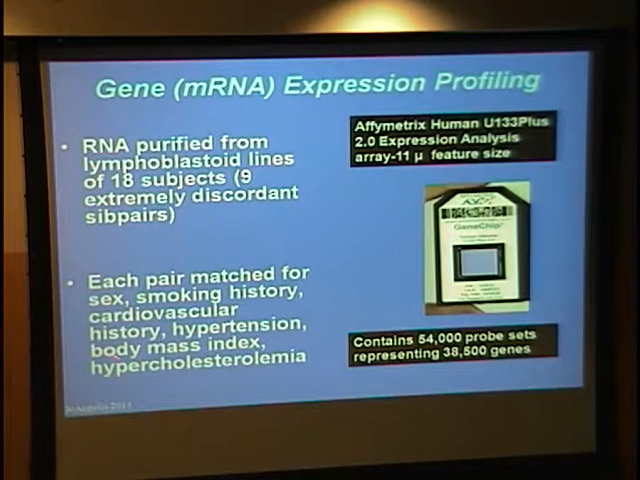 Gene (mRNA) Expression Profiling
• RNA purified from
lymphoblastoid lines
of 18 subjects (9
extremely discordant
sibpairs)
• Each pair matched for
sex, smoking history,
cardiovascular
history, hypertension,
body mass index,
hypercholesterolemia
Affymetrix Human U133Plus
2.0 Expression Analysis
array-11 µ feature size
GeneChip
Contains 54,000 probe sets
representing 38,500 genes